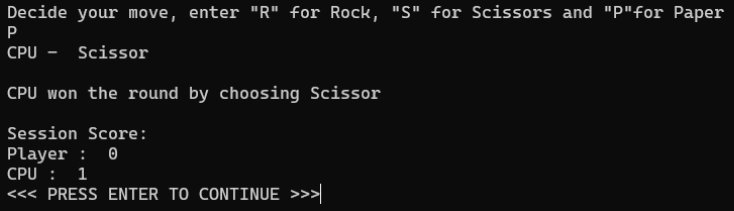 Decide your move, enter "R" for Rock, "S" for Scissors and "P"for Paper
P
CPU -  Scissor
CPU won the round by choosing Scissor
Session Score:
Player :  0
CPU :  1
<<< PRESS ENTER TO CONTINUE >>>